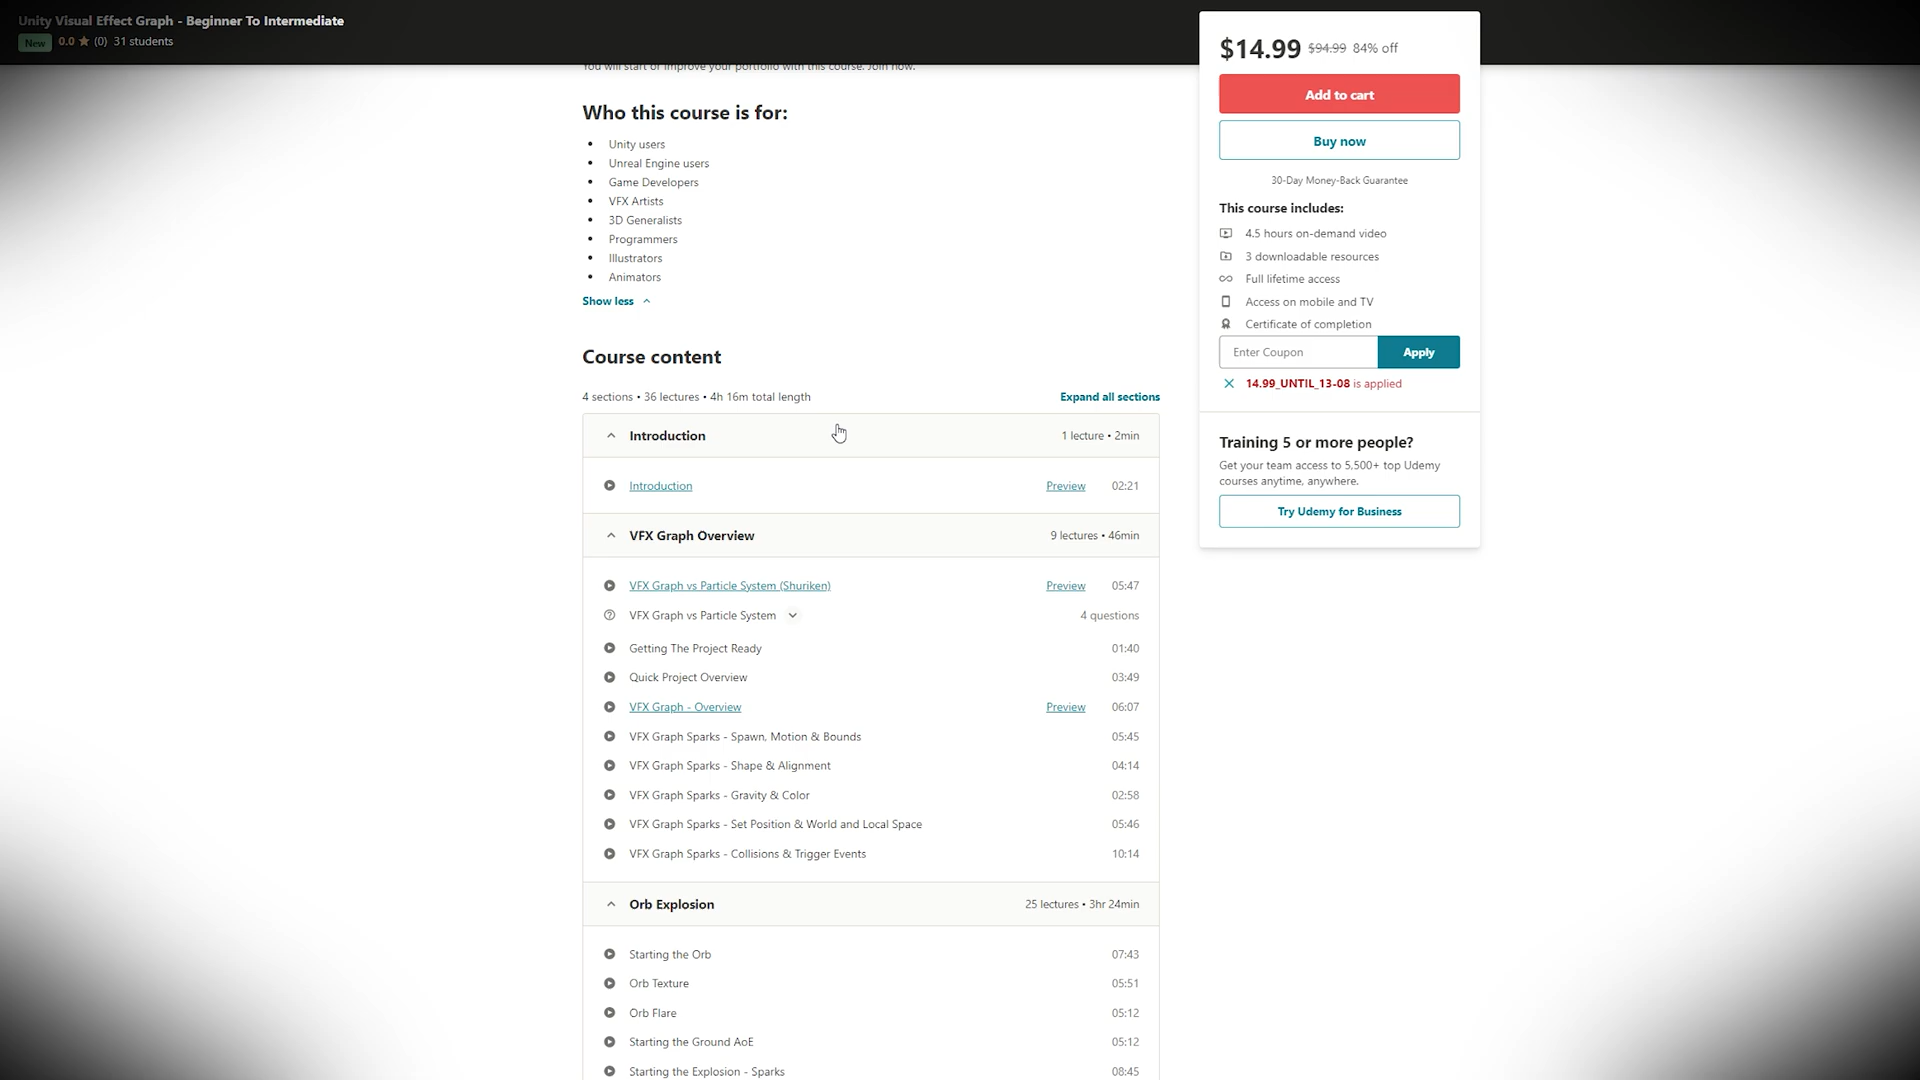 Unity Visual Effect Graph - Beginner To Intermediate
New 0.0 ★ (0) 31 students
You will start or improve your portfolio with this course. Join now.
Who this course is for:
• Unity users
• Unreal Engine users
• Game Developers
• VFX Artists
• 3D Generalists
• Programmers
• Illustrators
• Animators
Show less
Course content
4 sections • 36 lectures • 4h 16m total length Expand all sections
Introduction 1 lecture • 2min
Introduction Preview 02:21
VFX Graph Overview 9 lectures • 46min
VFX Graph vs Particle System (Shuriken) Preview 05:47
VFX Graph vs Particle System 4 questions
Getting The Project Ready 01:40
Quick Project Overview 03:49
VFX Graph - Overview Preview 06:07
VFX Graph Sparks - Spawn, Motion & Bounds 05:45
VFX Graph Sparks - Shape & Alignment 04:14
VFX Graph Sparks - Gravity & Color 02:58
VFX Graph Sparks - Set Position & World and Local Space 05:46
VFX Graph Sparks - Collisions & Trigger Events 10:14
Orb Explosion 25 lectures • 3hr 24min
Starting the Orb 07:43
Orb Texture 05:51
Orb Flare 05:12
Starting the Ground AoE 05:12
Starting the Explosion - Sparks 08:45
$14.99 $94.99 84% off
Add to cart
Buy now
30-Day Money-Back Guarantee
This course includes:
4.5 hours on-demand video
3 downloadable resources
Full lifetime access
Access on mobile and TV
Certificate of completion
Enter Coupon Apply
14.99_UNTIL_13-08 is applied
Training 5 or more people?
Get your team access to 5,500+ top Udemy
courses anytime, anywhere.
Try Udemy for Business